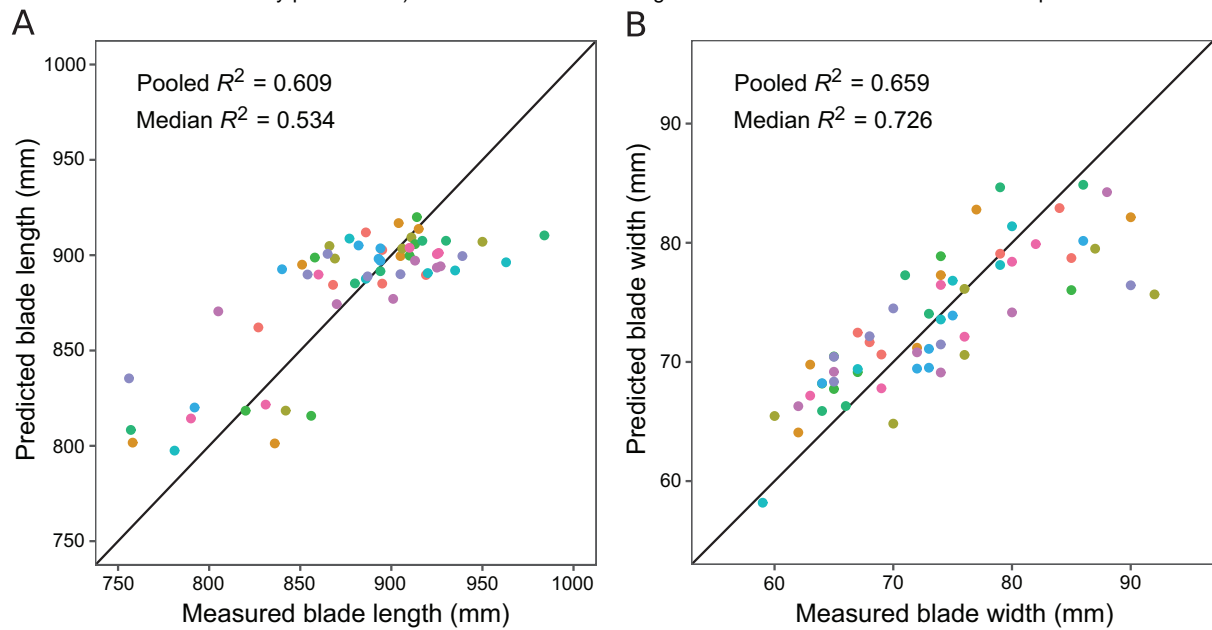 A
B
Pooled R² = 0.609
Median R² = 0.534
1000
950
900
850
800
750
Predicted blade length (mm)
750 800 850 900 950 1000
Measured blade length (mm)
Pooled R² = 0.659
Median R² = 0.726
90
80
70
60
Predicted blade width (mm)
60 70 80 90
Measured blade width (mm)